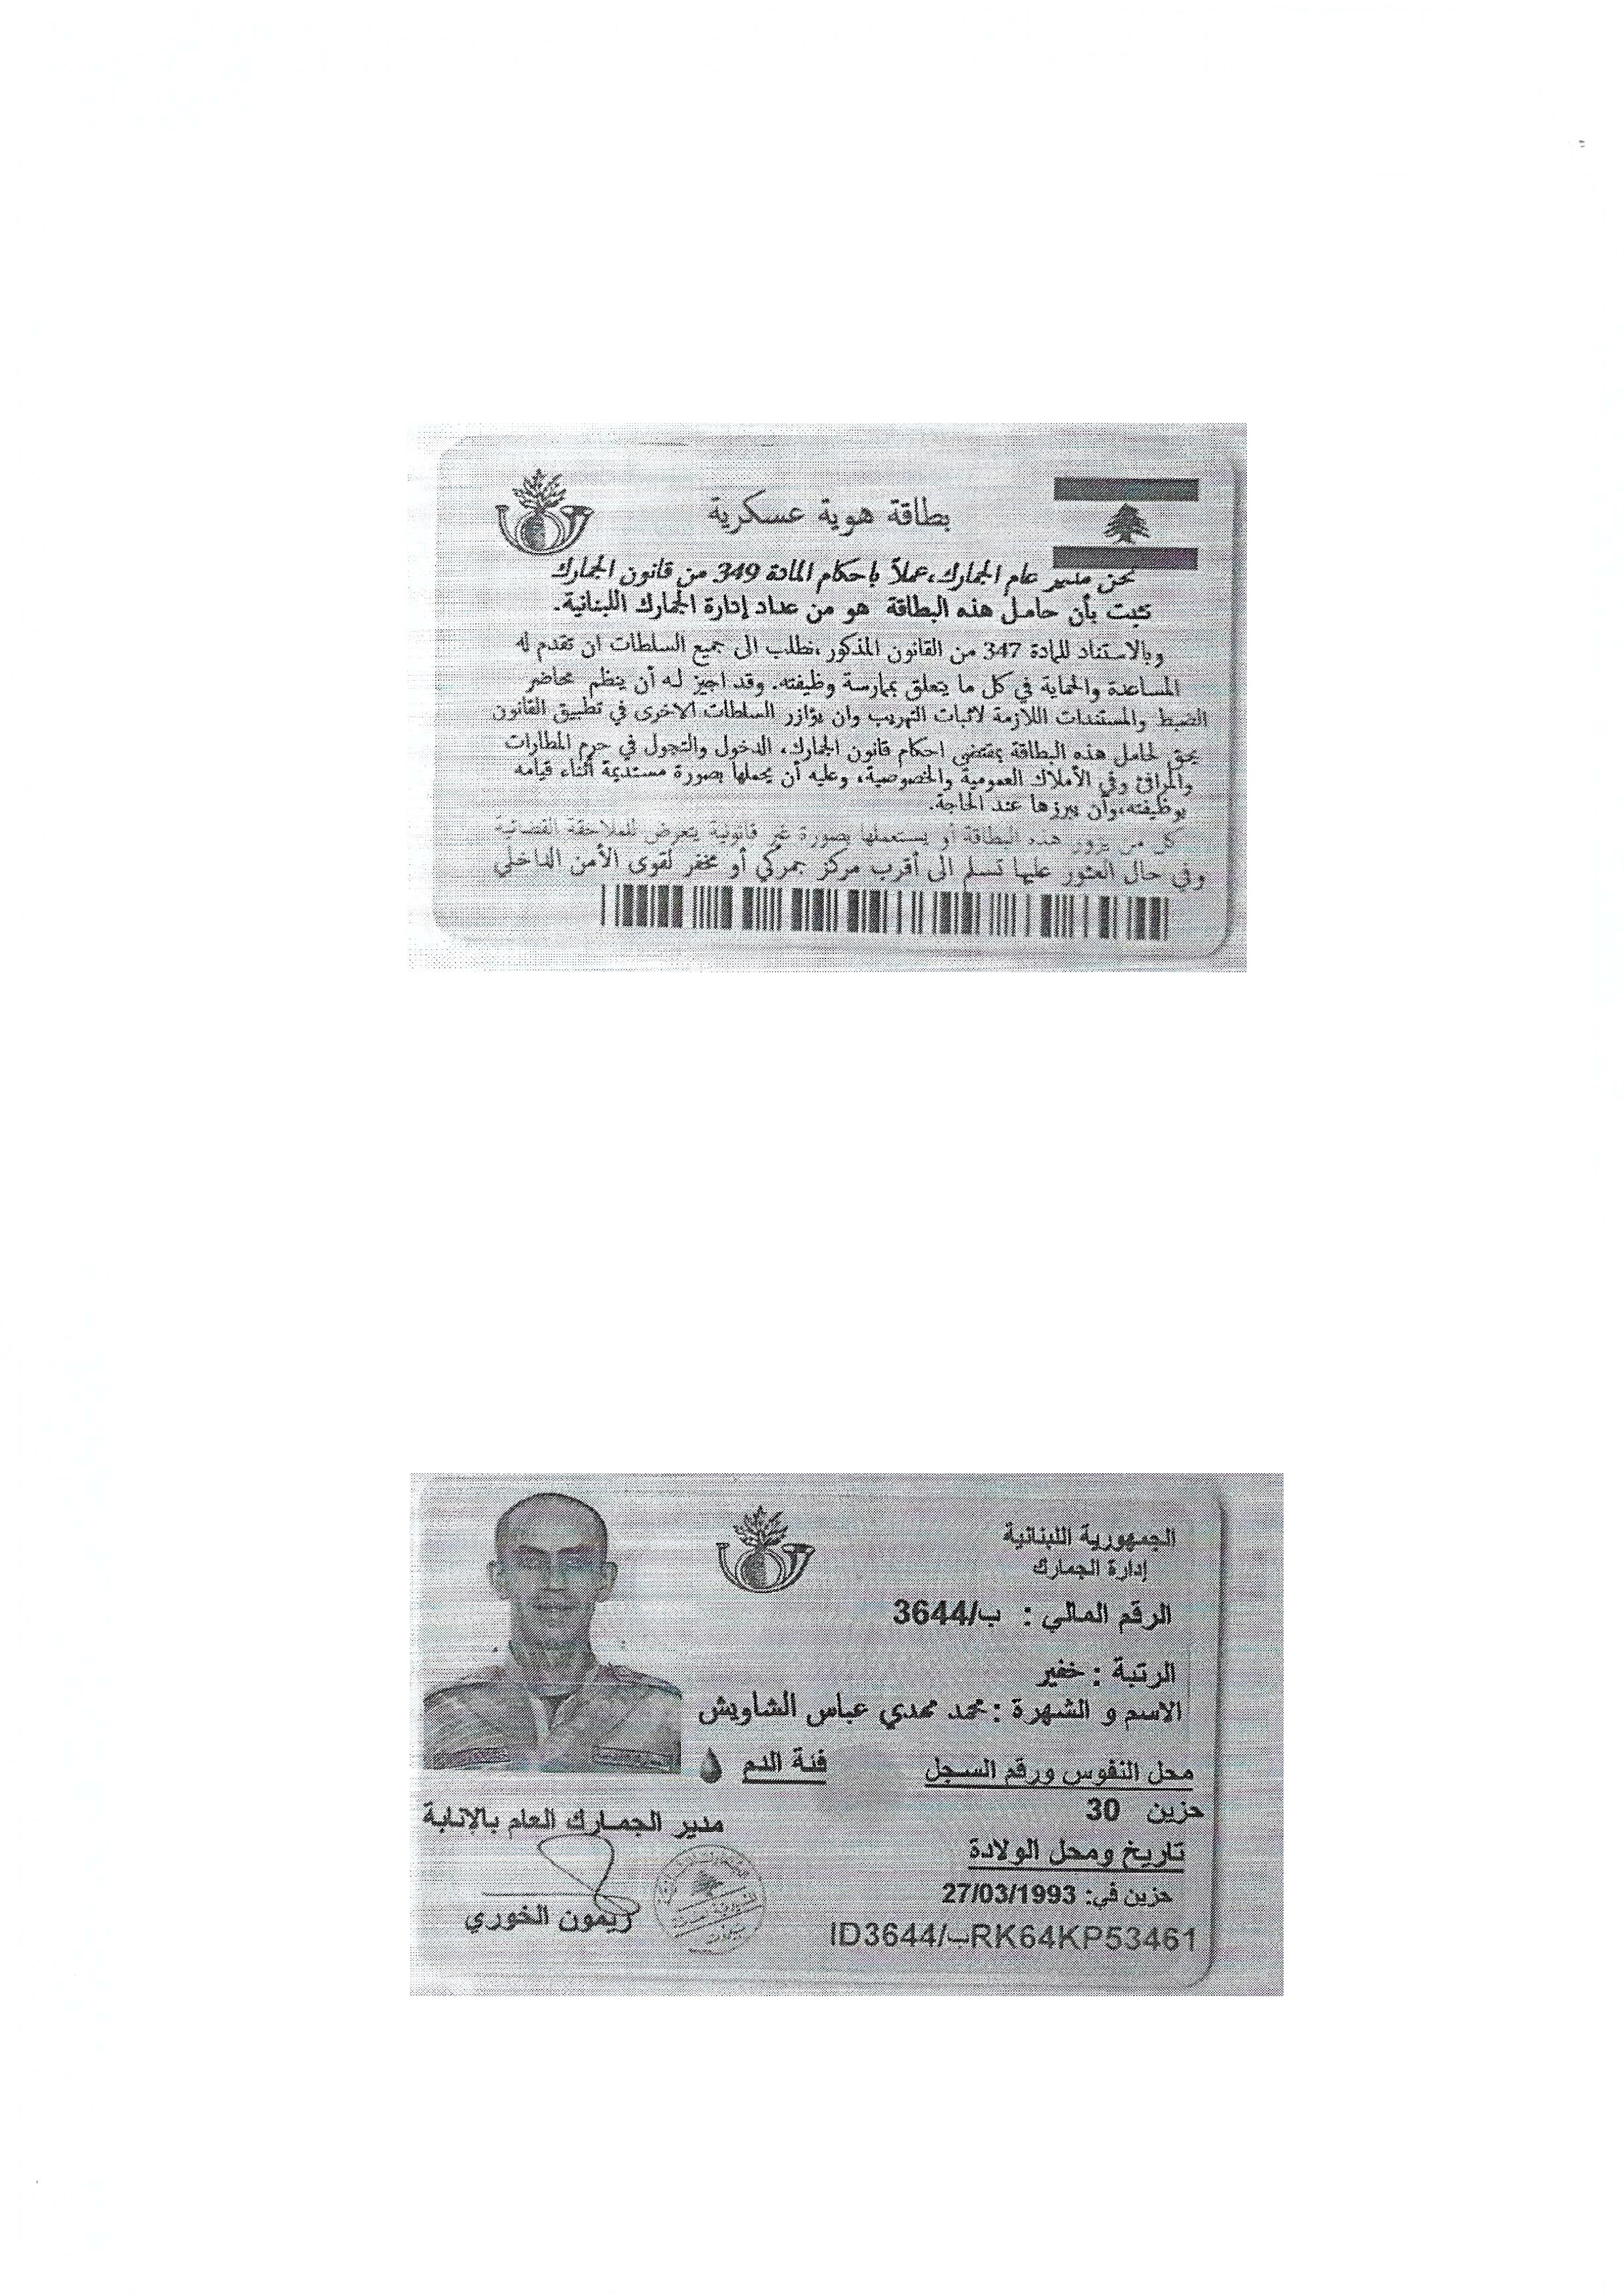 بطاقة هوية عسكرية
نحن مدير عام الجمارك،عملاً باحكام المادة 349 من قانون الجمارك
نثبت بأن حامل هذه البطاقة هو من عداد إدارة الجمارك اللبنانية.
وبالاستناد للمادة 347 من القانون المذكور،نطلب الى جميع السلطات ان تقدم له
المساعدة والحماية في كل ما يتعلق بممارسة وظيفته. وقد اجيز له أن ينظم محاضر
الضبط والمستندات اللازمة لاثبات التهريب وان يؤازر السلطات الاخرى في تطبيق القانون
يحق لحامل هذه البطاقة بمقتضى احكام قانون الجمارك، الدخول والتجول في حرم المطارات
والمرافئ وفي الأملاك العمومية والخصوصية، وعليه أن يحملها بصورة مستديمة أثناء قيامه
بوظيفته،وأن يبرزها عند الحاجة.
كل من يزور هذه البطاقة أو يستعملها بصورة غير قانونية يتعرض للملاحقة القضائية
وفي حال العثور عليها تسلم الى أقرب مركز جمركي أو مخفر لقوى الأمن الداخلي
الجمهورية اللبنانية
إدارة الجمارك
الرقم المالي : ب/3644
الرتبة : خفير
الاسم و الشهرة : محمد مهدي عباس الشاويش
محل النفوس ورقم السجل
فئة الدم
حزين 30
تاريخ ومحل الولادة
حزين في: 27/03/1993
ID3644/بRK64KP53461
مدير الجمارك العام بالإنابة
ريمون الخوري